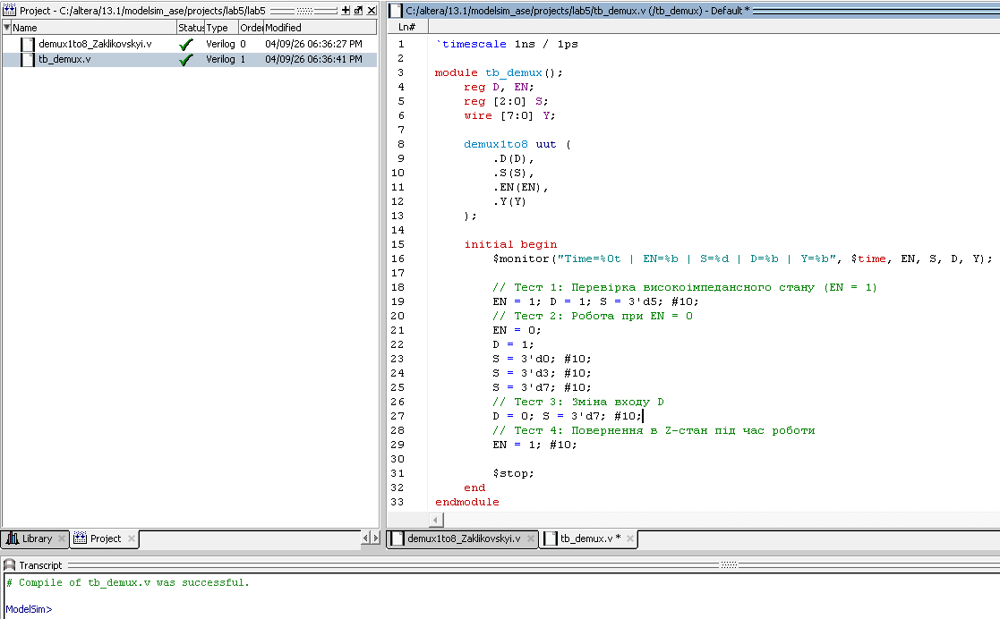 Project - C:/altera/13.1/modelsim_ase/projects/lab5/lab5
Name Status Type Order Modified
demux1to8_Zaklikovskyi.v Verilog 0 04/09/26 06:36:27 PM
tb_demux.v Verilog 1 04/09/26 06:36:41 PM
Library Project
C:/altera/13.1/modelsim_ase/projects/lab5/tb_demux.v (/tb_demux) - Default *
Ln#
1 `timescale 1ns / 1ps
2
3 module tb_demux();
4 reg D, EN;
5 reg [2:0] S;
6 wire [7:0] Y;
7
8 demux1to8 uut (
9 .D(D),
10 .S(S),
11 .EN(EN),
12 .Y(Y)
13 );
14
15 initial begin
16 $monitor("Time=%0t | EN=%b | S=%d | D=%b | Y=%b", $time, EN, S, D, Y);
17
18 // Тест 1: Перевірка високоімпедансного стану (EN = 1)
19 EN = 1; D = 1; S = 3'd5; #10;
20 // Тест 2: Робота при EN = 0
21 EN = 0;
22 D = 1;
23 S = 3'd0; #10;
24 S = 3'd3; #10;
25 S = 3'd7; #10;
26 // Тест 3: Зміна входу D
27 D = 0; S = 3'd7; #10;
28 // Тест 4: Повернення в Z-стан під час роботи
29 EN = 1; #10;
30
31 $stop;
32 end
33 endmodule
demux1to8_Zaklikovskyi.v tb_demux.v *
Transcript
# Compile of tb_demux.v was successful.
ModelSim>